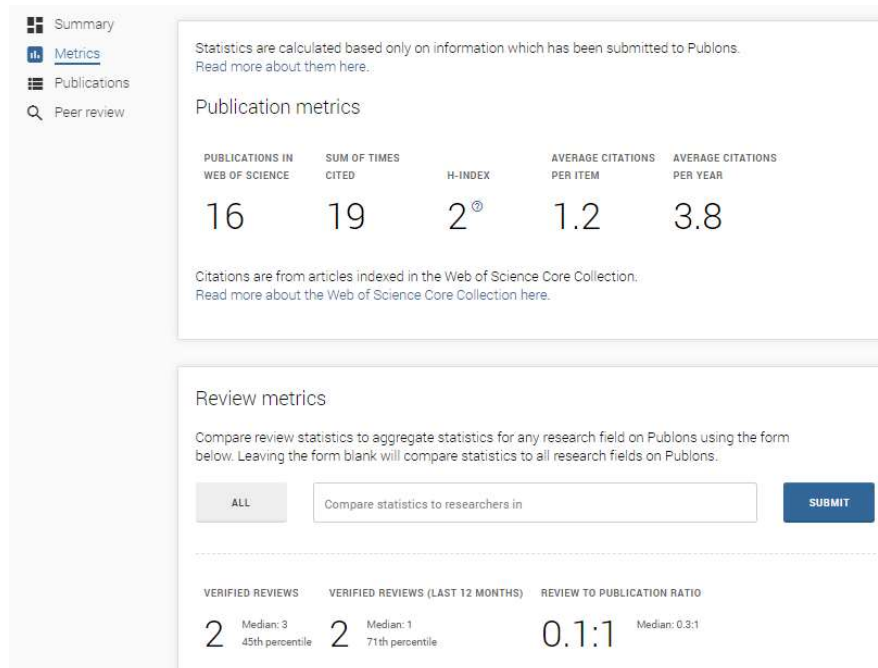 Summary
Metrics
Publications
Peer review
Statistics are calculated based only on information which has been submitted to Publons.
Read more about them here.
Publication metrics
PUBLICATIONS IN WEB OF SCIENCE
16
SUM OF TIMES CITED
19
H-INDEX
2 ?
AVERAGE CITATIONS PER ITEM
1.2
AVERAGE CITATIONS PER YEAR
3.8
Citations are from articles indexed in the Web of Science Core Collection.
Read more about the Web of Science Core Collection here.
Review metrics
Compare review statistics to aggregate statistics for any research field on Publons using the form
below. Leaving the form blank will compare statistics to all research fields on Publons.
ALL
Compare statistics to researchers in
SUBMIT
VERIFIED REVIEWS
2
Median: 3
45th percentile
VERIFIED REVIEWS (LAST 12 MONTHS)
2
Median: 1
71th percentile
REVIEW TO PUBLICATION RATIO
0.1:1
Median: 0.3:1